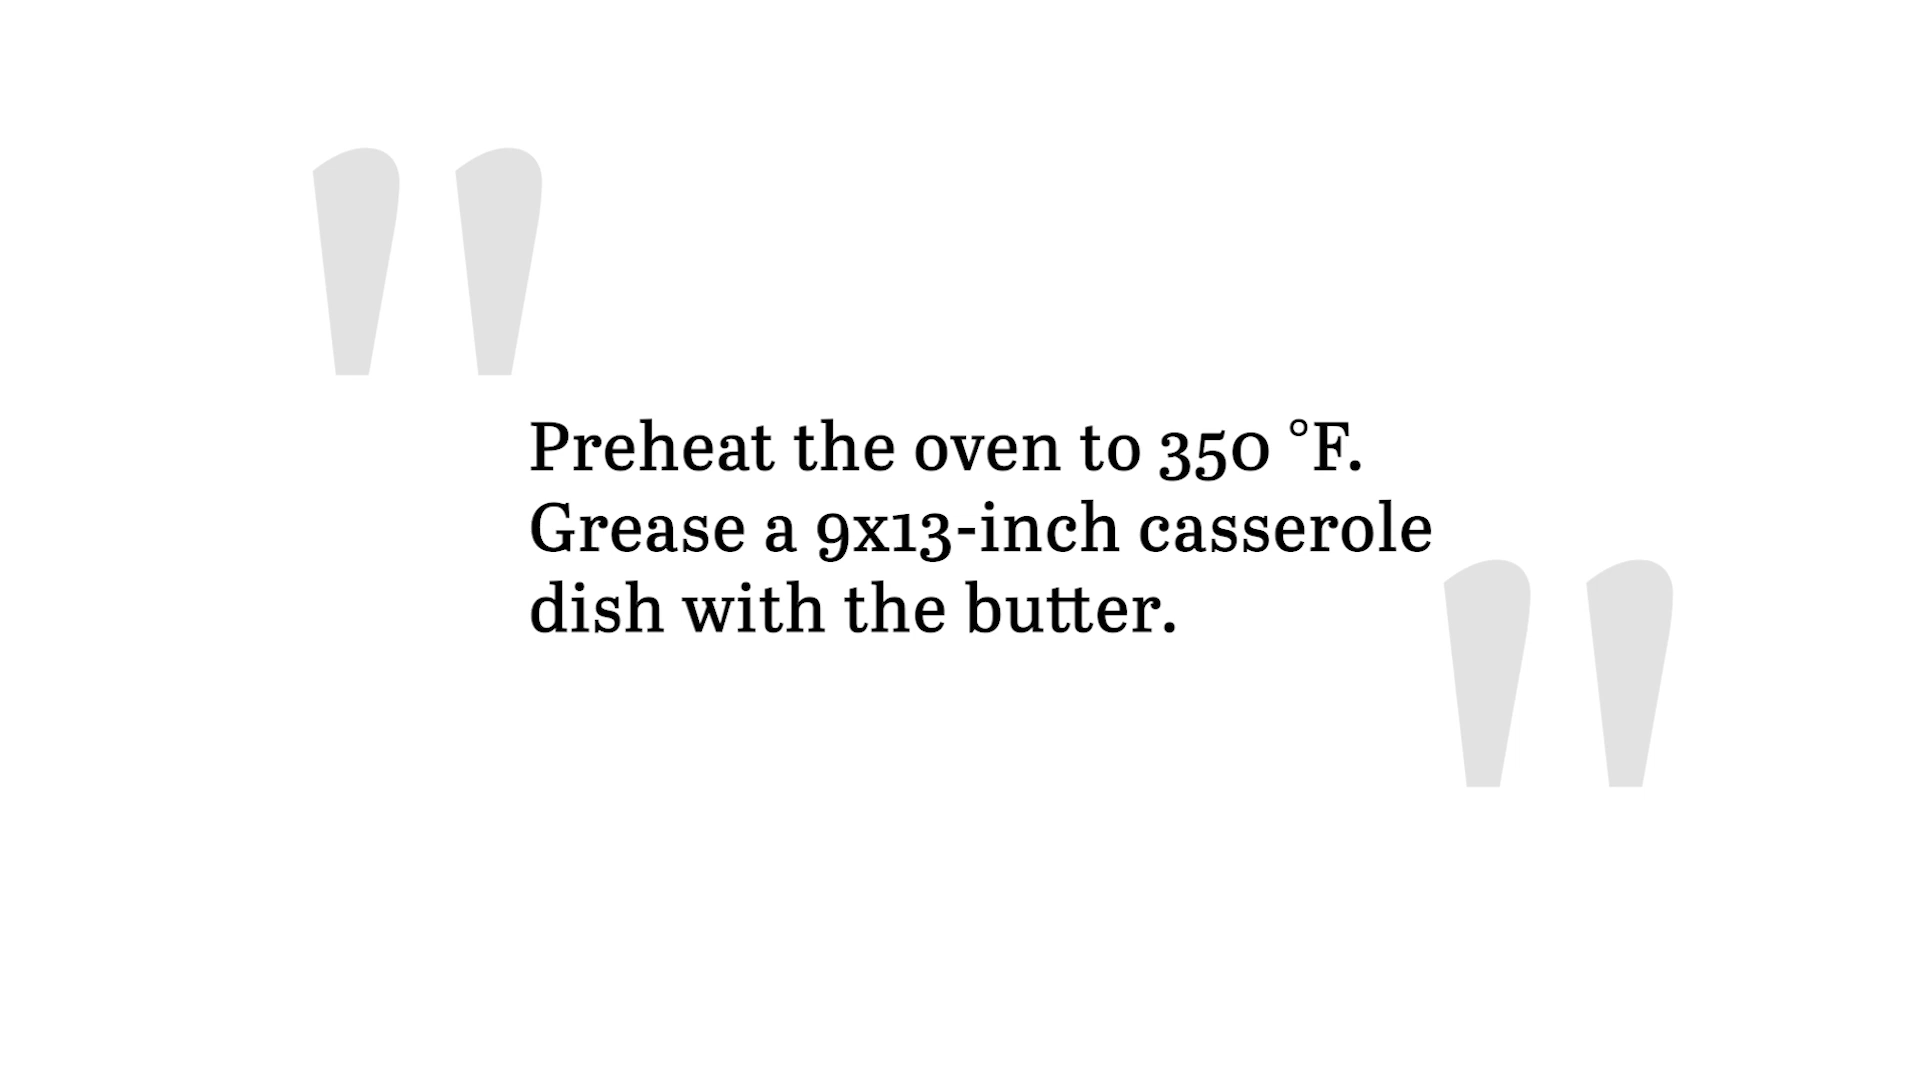 "
Preheat the oven to 350 °F.
Grease a 9x13-inch casserole
dish with the butter.
"